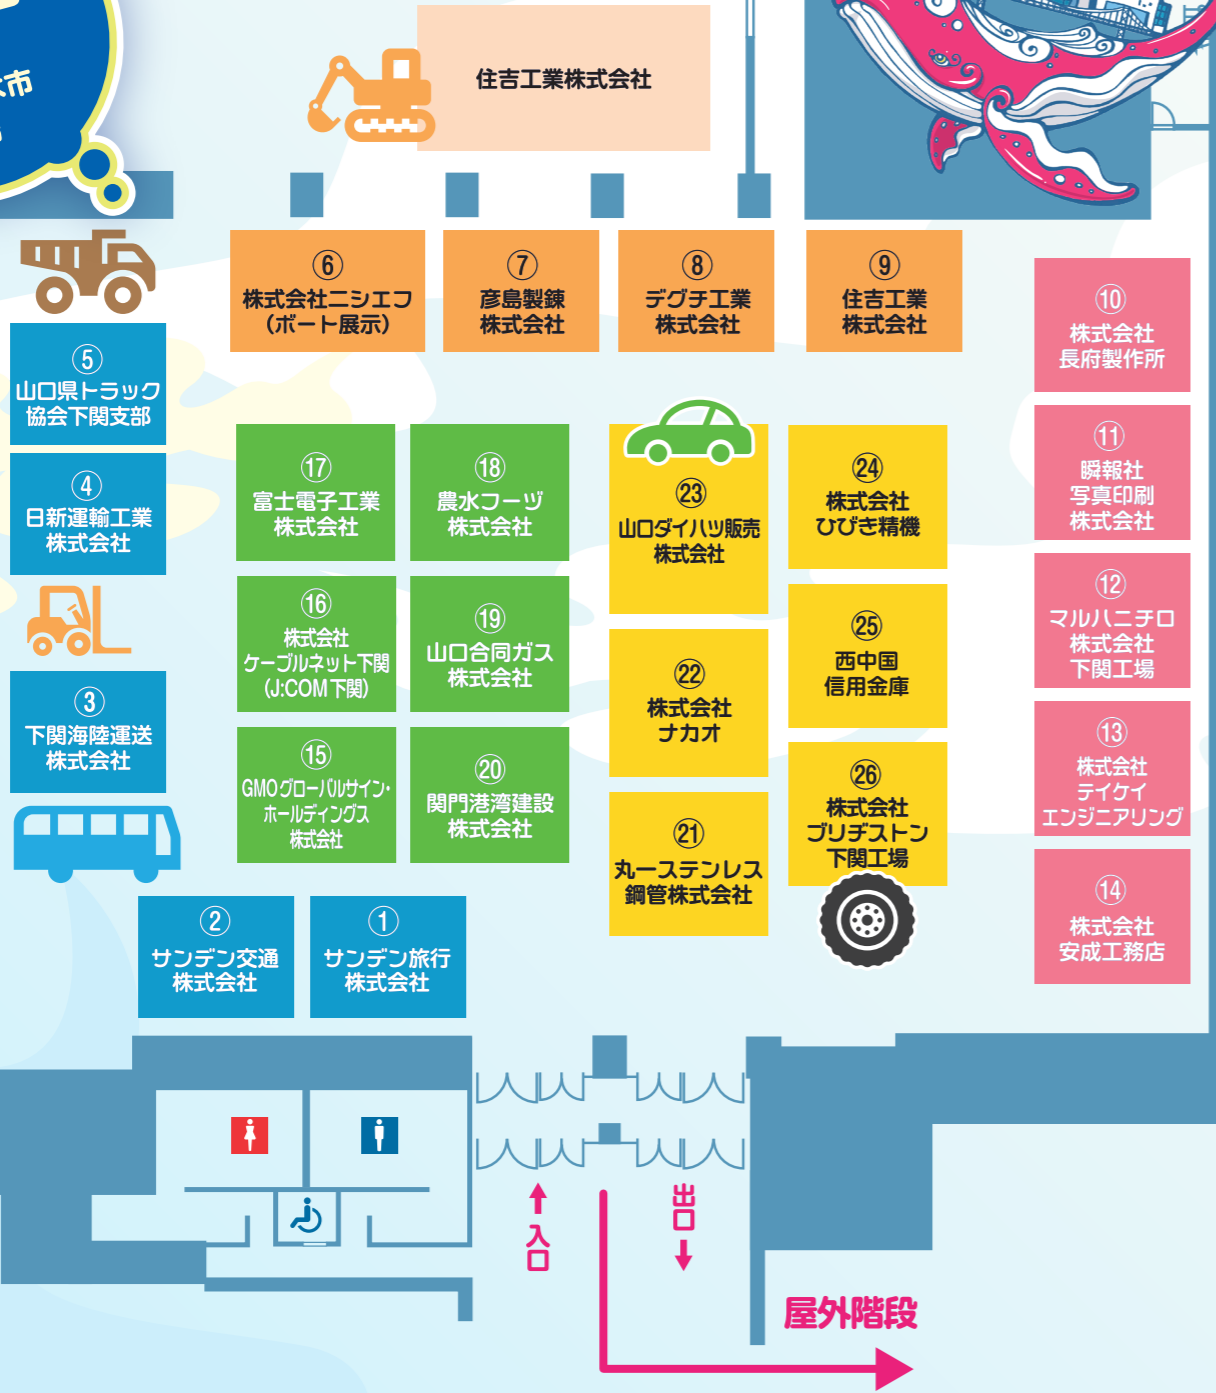 市
住吉工業株式会社
⑥
株式会社ニシエフ
(ボート展示)
⑦
彦島製錬
株式会社
⑧
デグチ工業
株式会社
⑨
住吉工業
株式会社
⑩
株式会社
長府製作所
⑤
山口県トラック
協会下関支部
④
日新運輸工業
株式会社
③
下関海陸運送
株式会社
⑰
富士電子工業
株式会社
⑱
農水フーヅ
株式会社
㉓
山口ダイハツ販売
株式会社
㉔
株式会社
ひびき精機
⑪
瞬報社
写真印刷
株式会社
⑯
株式会社
ケーブルネット下関
(J:COM下関)
⑲
山口合同ガス
株式会社
㉒
株式会社
ナカオ
㉕
西中国
信用金庫
⑫
マルハニチロ
株式会社
下関工場
⑮
GMOグローバルサイン・
ホールディングス
株式会社
⑳
関門港湾建設
株式会社
㉑
丸一ステンレス
鋼管株式会社
㉖
株式会社
ブリヂストン
下関工場
⑬
株式会社
テイケイ
エンジニアリング
⑭
株式会社
安成工務店
②
サンデン交通
株式会社
①
サンデン旅行
株式会社
入口
出口
屋外階段